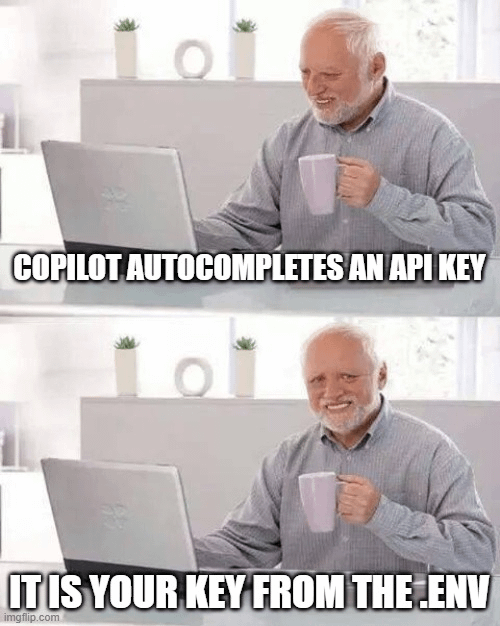 COPILOT AUTOCOMPLETES AN API KEY
IT IS YOUR KEY FROM THE .ENV
imgflip.com